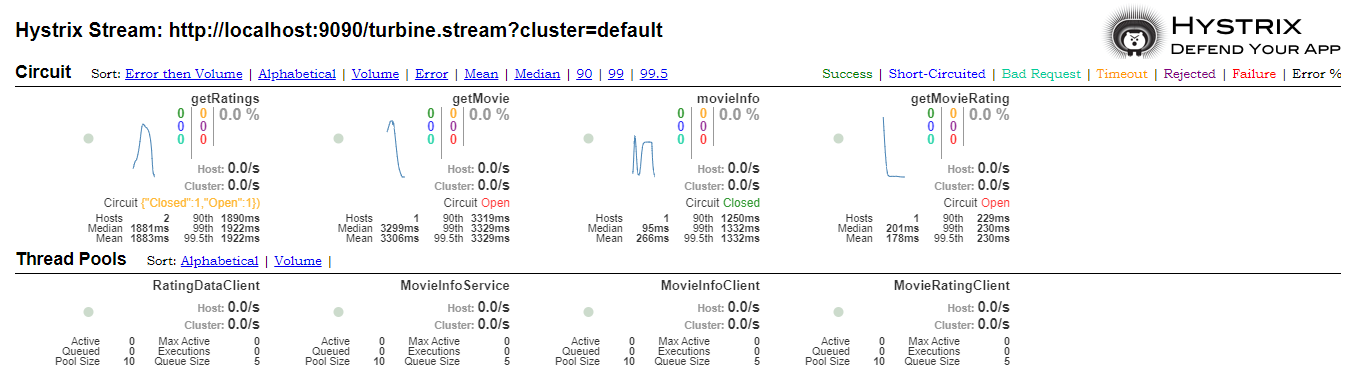 Hystrix Stream: http://localhost:9090/turbine.stream?cluster=default
HYSTRIX
DEFEND YOUR APP
Circuit Sort: Error then Volume | Alphabetical | Volume | Error | Mean | Median | 90 | 99 | 99.5
Success | Short-Circuited | Bad Request | Timeout | Rejected | Failure | Error %
getRatings
0 0 0.0 %
0 0
0 0
Host: 0.0/s
Cluster: 0.0/s
Circuit {"Closed":1,"Open":1})
Hosts 2 90th 1890ms
Median 1881ms 99th 1922ms
Mean 1883ms 99.5th 1922ms
getMovie
0 0 0.0 %
0 0
0 0
Host: 0.0/s
Cluster: 0.0/s
Circuit Open
Hosts 1 90th 3319ms
Median 3299ms 99th 3329ms
Mean 3306ms 99.5th 3329ms
movieInfo
0 0 0.0 %
0 0
0 0
Host: 0.0/s
Cluster: 0.0/s
Circuit Closed
Hosts 1 90th 1250ms
Median 95ms 99th 1332ms
Mean 266ms 99.5th 1332ms
getMovieRating
0 0 0.0 %
0 0
0 0
Host: 0.0/s
Cluster: 0.0/s
Circuit Open
Hosts 1 90th 229ms
Median 201ms 99th 230ms
Mean 178ms 99.5th 230ms
Thread Pools Sort: Alphabetical | Volume |
RatingDataClient
Host: 0.0/s
Cluster: 0.0/s
Active 0 Max Active 0
Queued 0 Executions 0
Pool Size 10 Queue Size 5
MovieInfoService
Host: 0.0/s
Cluster: 0.0/s
Active 0 Max Active 0
Queued 0 Executions 0
Pool Size 10 Queue Size 5
MovieInfoClient
Host: 0.0/s
Cluster: 0.0/s
Active 0 Max Active 0
Queued 0 Executions 0
Pool Size 10 Queue Size 5
MovieRatingClient
Host: 0.0/s
Cluster: 0.0/s
Active 0 Max Active 0
Queued 0 Executions 0
Pool Size 10 Queue Size 5